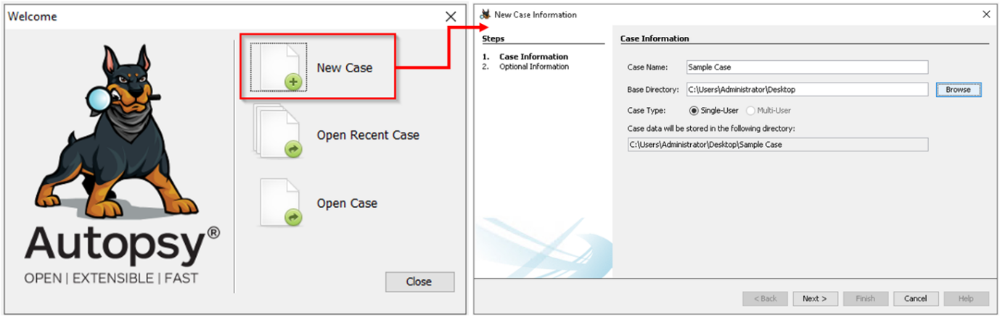 Welcome
New Case
Open Recent Case
Open Case
Autopsy®
OPEN | EXTENSIBLE | FAST
Close
New Case Information
Steps
1. Case Information
2. Optional Information
Case Information
Case Name: Sample Case
Base Directory: C:\Users\Administrator\Desktop Browse
Case Type: Single-User Multi-User
Case data will be stored in the following directory:
C:\Users\Administrator\Desktop\Sample Case
< Back Next > Finish Cancel Help